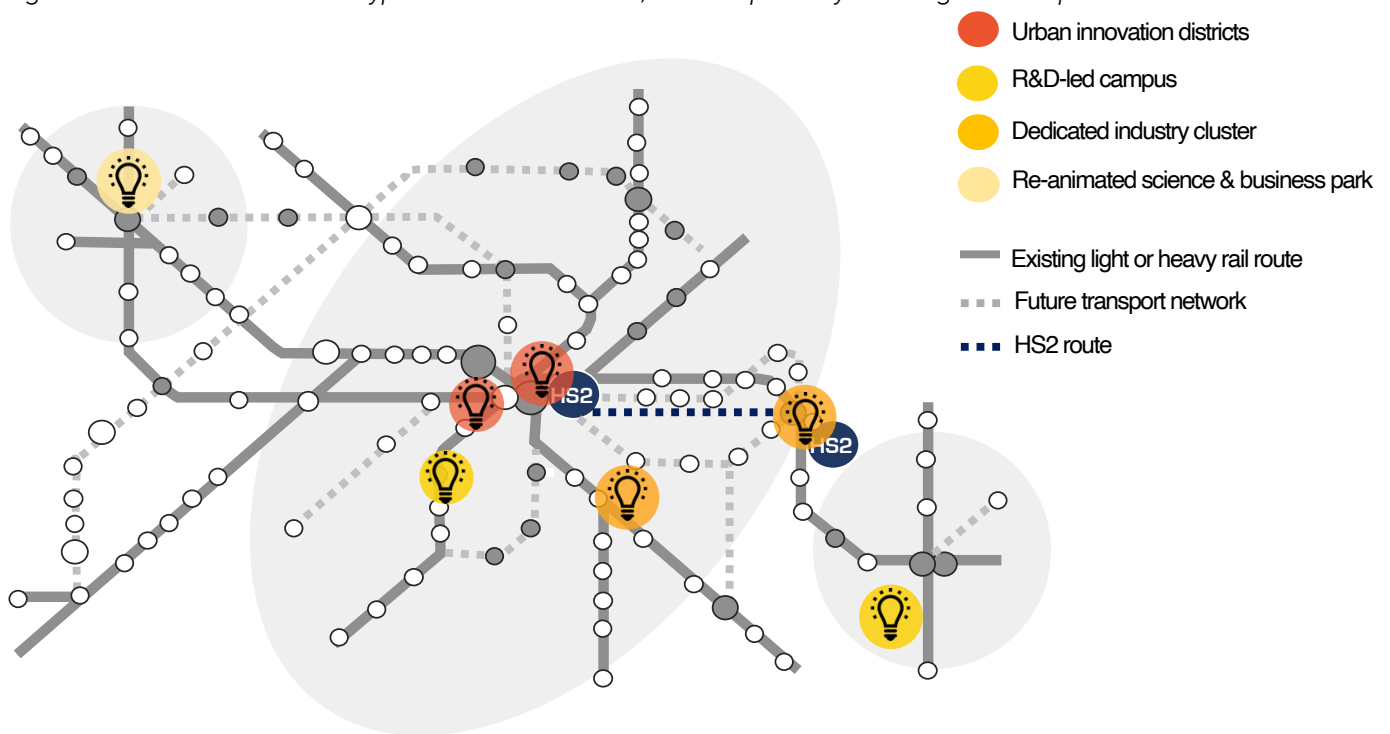 Urban innovation districts
R&D-led campus
Dedicated industry cluster
Re-animated science & business park
Existing light or heavy rail route
Future transport network
HS2 route
HS2
HS2